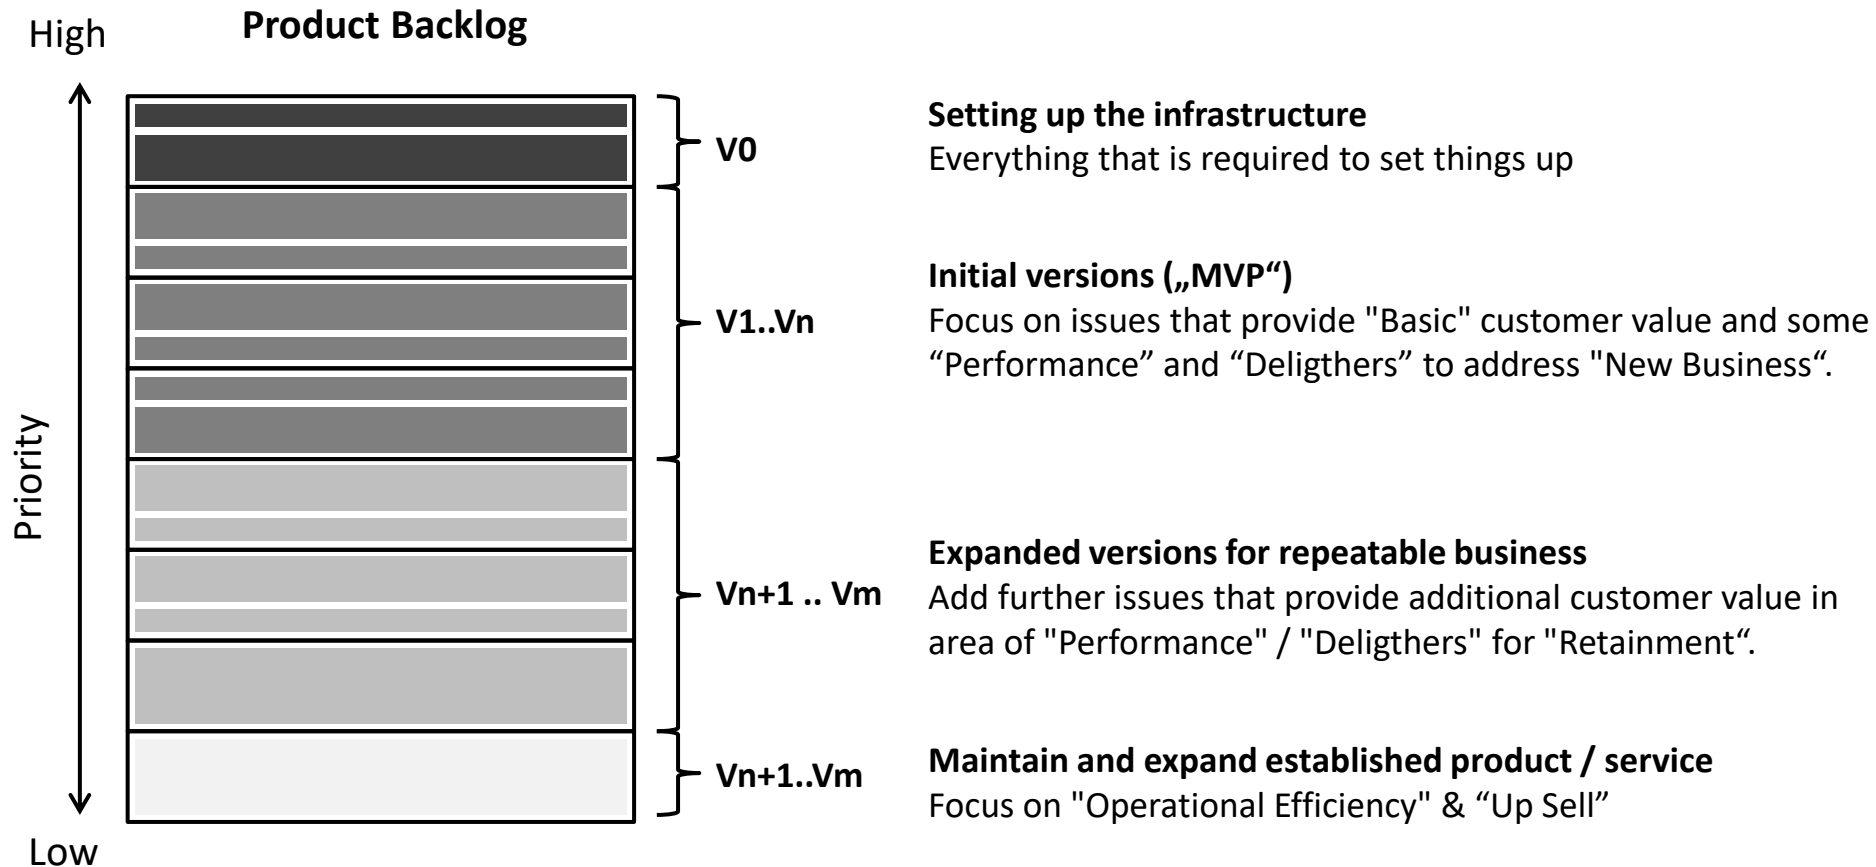 High
Product Backlog
Setting up the infrastructure
V0
Everything that is required to set things up
Initial versions („MVP“)
V1..Vn
Focus on issues that provide "Basic" customer value and some
“Performance” and “Deligthers” to address "New Business“.
Priority
Expanded versions for repeatable business
Vn+1 .. Vm
Add further issues that provide additional customer value in
area of "Performance" / "Deligthers" for "Retainment“.
Maintain and expand established product / service
Vn+1..Vm
Focus on "Operational Efficiency" & “Up Sell”
Low